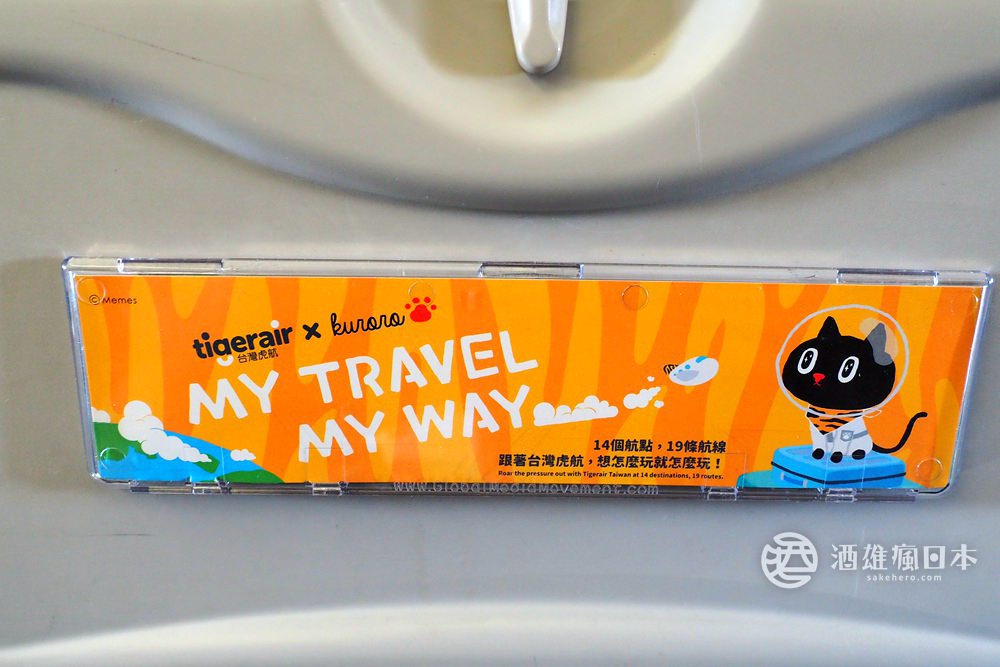 ©Memes
tigerair × kuroro
台灣虎航
MY TRAVEL
MY WAY
14個航點，19條航線
跟著台灣虎航，想怎麼玩就怎麼玩！
Roar the pressure out with Tigerair Taiwan at 14 destinations, 19 routes.
www.GlobalMediaMovement.com
酒雄瘋日本
sakehero.com